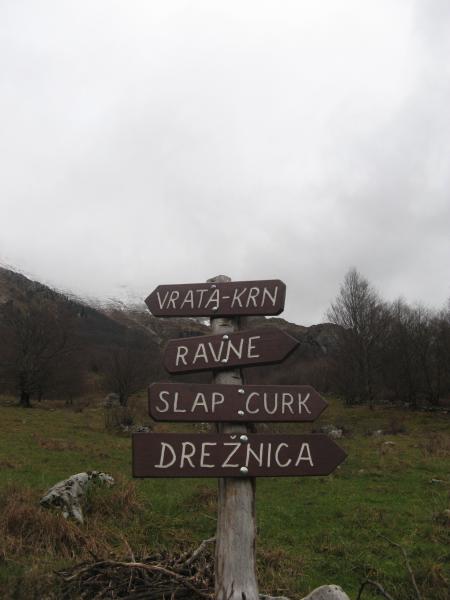 VRATA-KRN
RAVNE
SLAP CURK
DREŽNICA